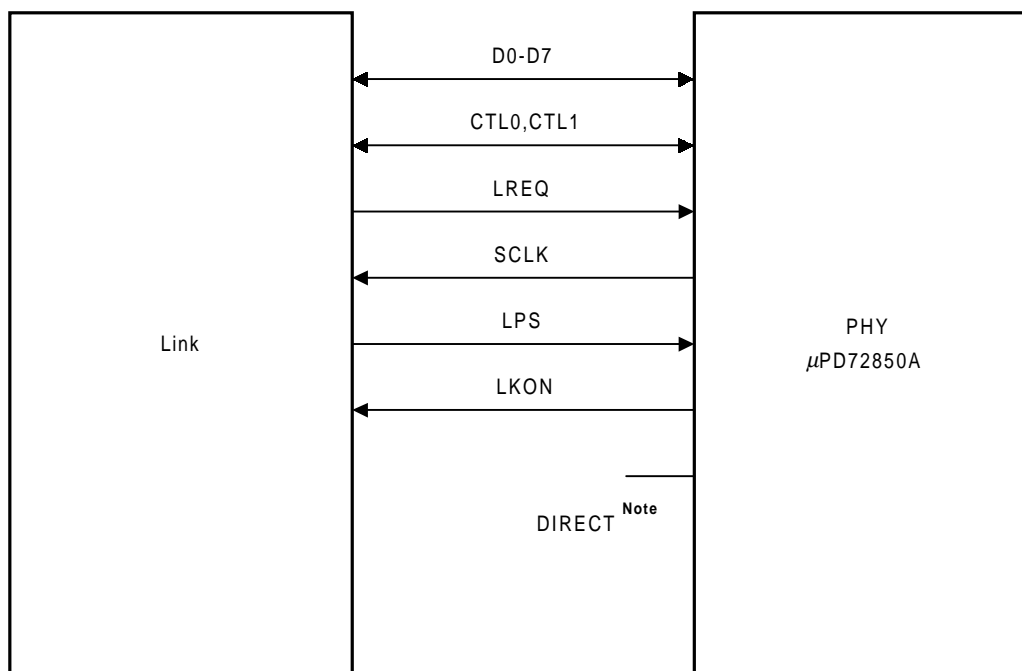 D0-D7
CTL0,CTL1
LREQ
SCLK
LPS
LKON
Link
PHY
μPD72850A
DIRECT Note